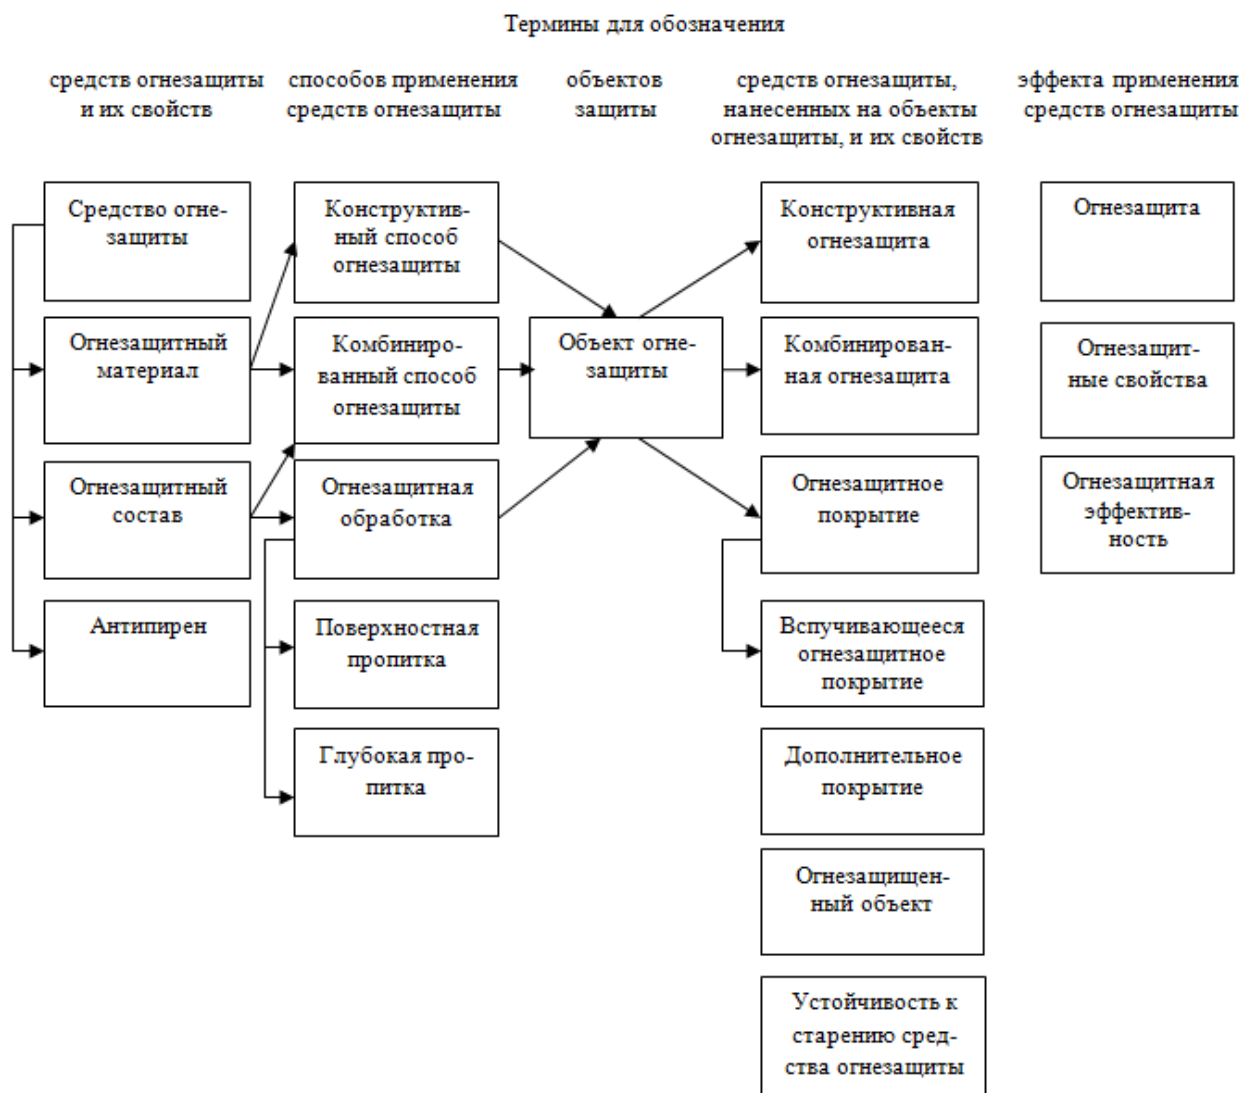 Термины для обозначения
средств огнезащиты
и их свойств
способов применения
средств огнезащиты
объектов
защиты
средств огнезащиты,
нанесенных на объекты
огнезащиты, и их свойств
эффекта применения
средств огнезащиты
Средство огне-
защиты
Огнезащитный
материал
Огнезащитный
состав
Антипирен
Конструктив-
ный способ
огнезащиты
Комбиниро-
ванный способ
огнезащиты
Огнезащитная
обработка
Поверхностная
пропитка
Глубокая про-
питка
Объект огне-
защиты
Конструктивная
огнезащита
Комбинирован-
ная огнезащита
Огнезащитное
покрытие
Вспучивающееся
огнезащитное
покрытие
Дополнительное
покрытие
Огнезащищен-
ный объект
Устойчивость к
старению сред-
ства огнезащиты
Огнезащита
Огнезащит-
ные свойства
Огнезащитная
эффектив-
ность